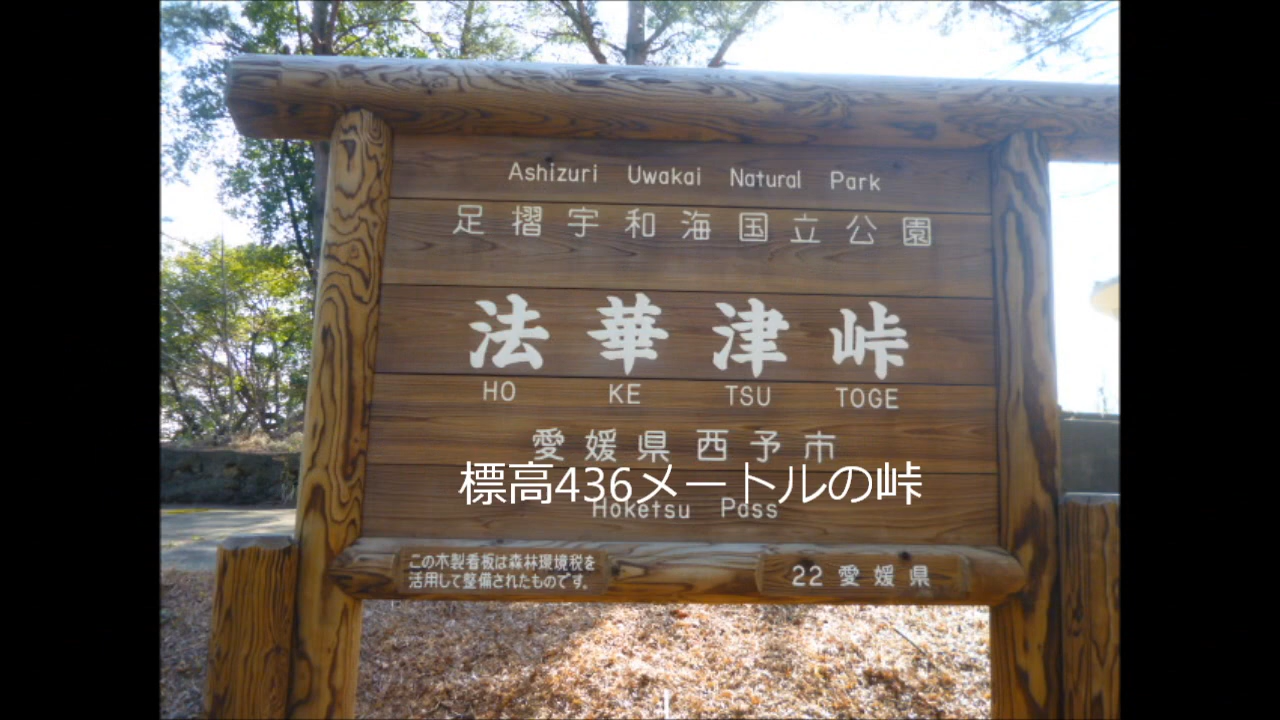 Ashizuri Uwakai Natural Park
足摺宇和海国立公園
法華津峠
HO KE TSU TOGE
愛媛県西予市
標高436メートルの峠
Hoketsu Pass
この木製看板は森林環境税を
活用して整備されたものです。
22愛媛県